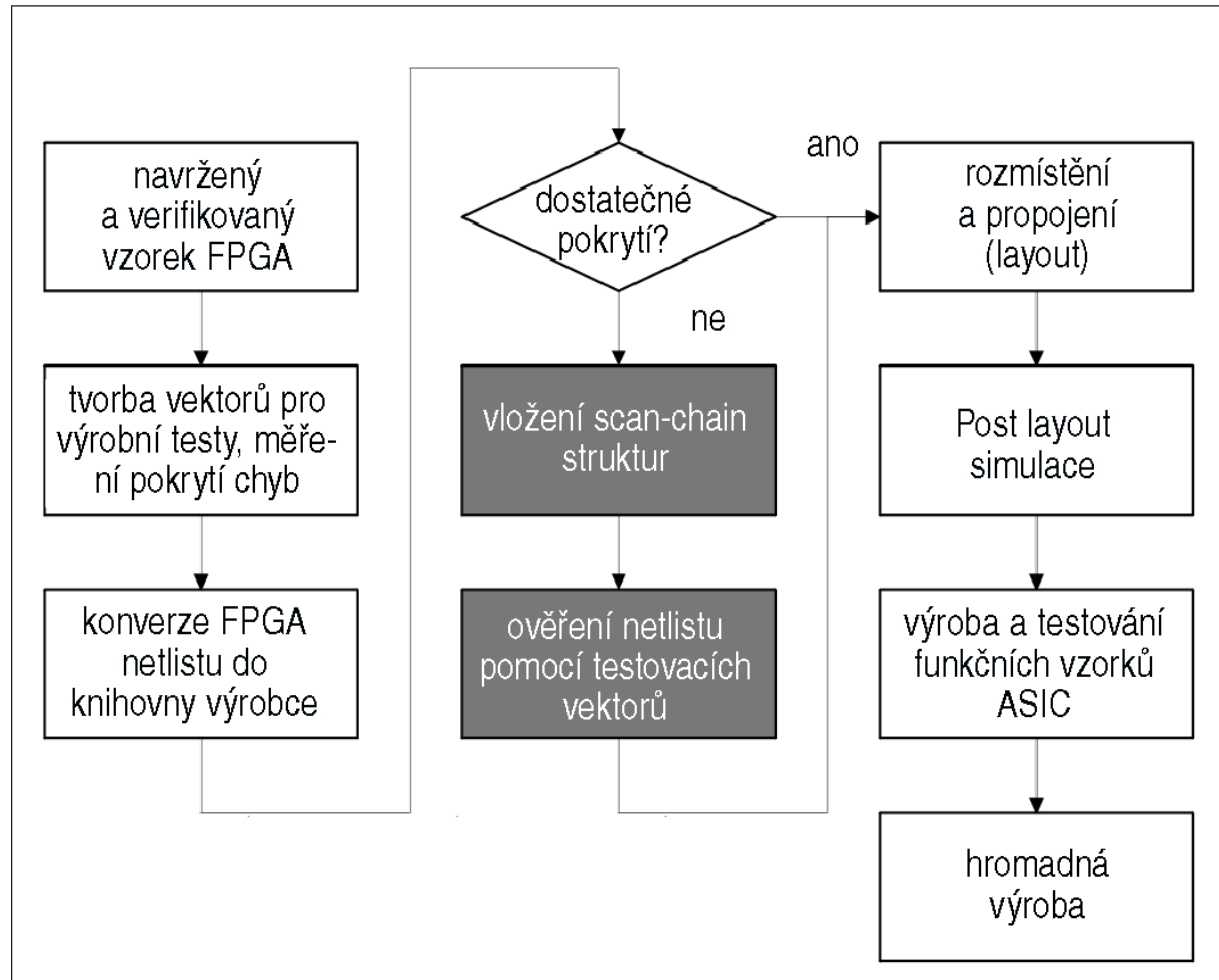 navržený
a verifikovaný
vzorek FPGA
tvorba vektorů pro
výrobní testy, měře-
ní pokrytí chyb
konverze FPGA
netlistu do
knihovny výrobce
dostatečné
pokrytí?
ano
ne
vložení scan-chain
struktur
ověření netlistu
pomocí testovacích
vektorů
rozmístění
a propojení
(layout)
Post layout
simulace
výroba a testování
funkčních vzorků
ASIC
hromadná
výroba